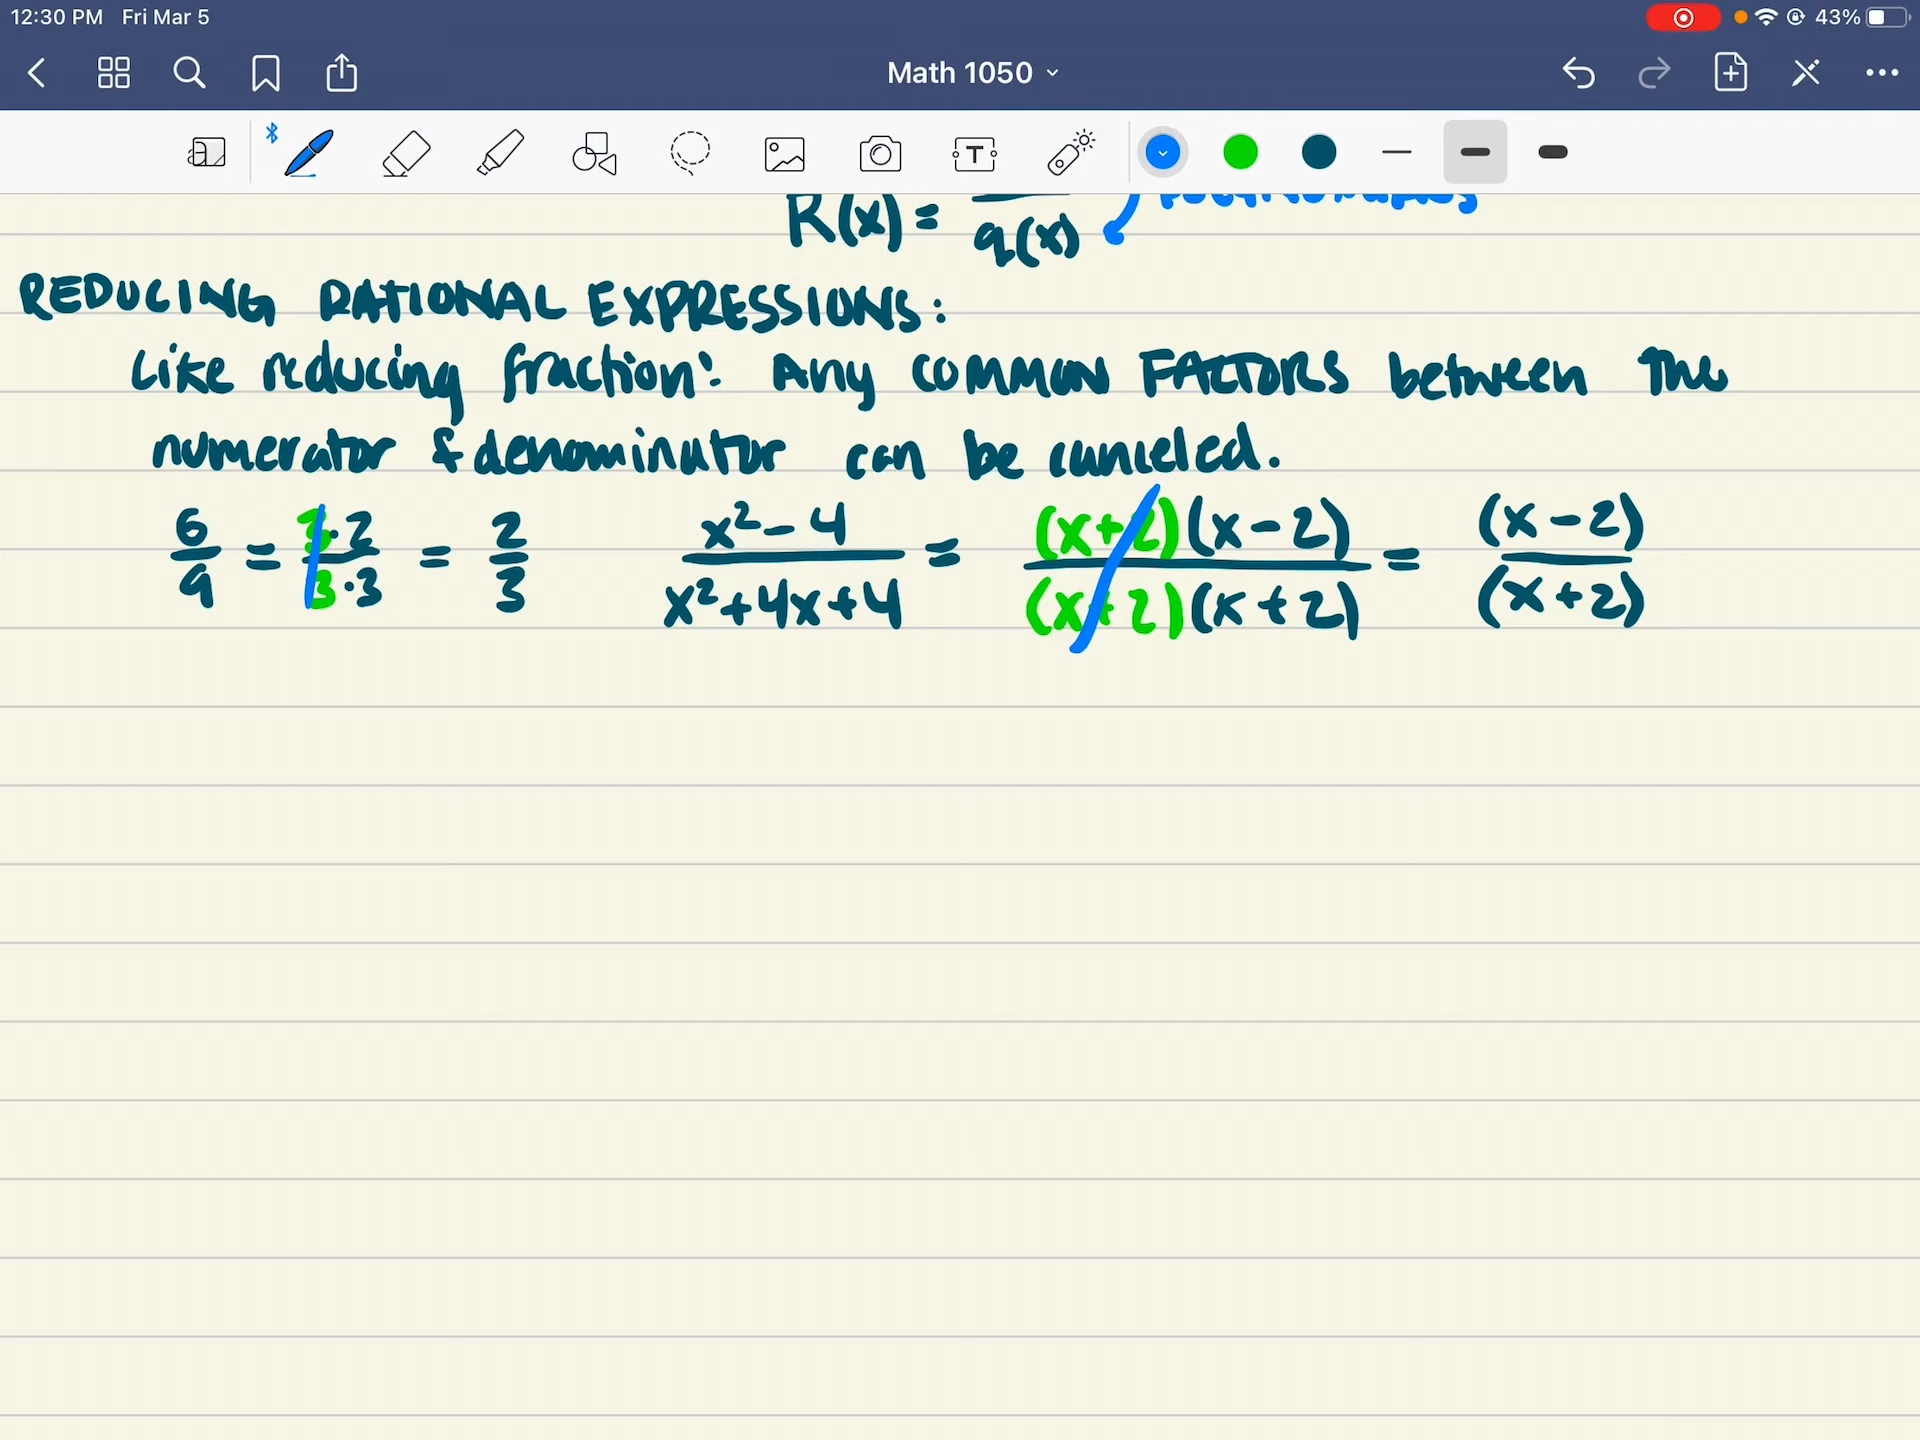 12:30 PM Fri Mar 5 43%
Math 1050
T
R(x) = q(x)
REDUCING RATIONAL EXPRESSIONS:
Like reducing fraction: Any COMMON FACTORS between the
numerator & denominator can be canceled.
6/9 = 3·2/3·3 = 2/3 x²-4/x²+4x+4 = (x+2)(x-2)/(x+2)(x+2) = (x-2)/(x+2)